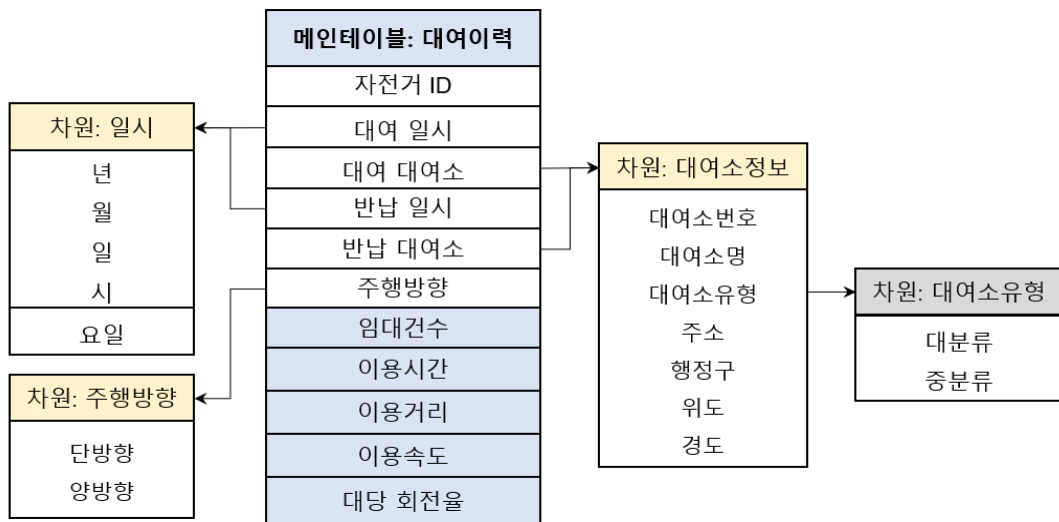 메인테이블: 대여이력
자전거 ID
대여 일시
대여 대여소
반납 일시
반납 대여소
주행방향
임대건수
이용시간
이용거리
이용속도
대당 회전율
차원: 일시
년
월
일
시
요일
차원: 주행방향
단방향
양방향
차원: 대여소정보
대여소번호
대여소명
대여소유형
주소
행정구
위도
경도
차원: 대여소유형
대분류
중분류